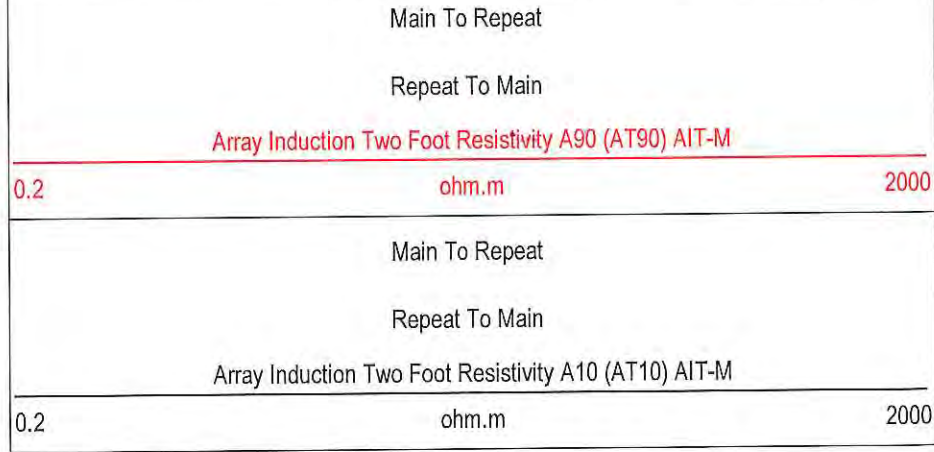 Main To Repeat
Repeat To Main
Array Induction Two Foot Resistivity A90 (AT90) AIT-M
0.2 ohm.m 2000
Main To Repeat
Repeat To Main
Array Induction Two Foot Resistivity A10 (AT10) AIT-M
0.2 ohm.m 2000